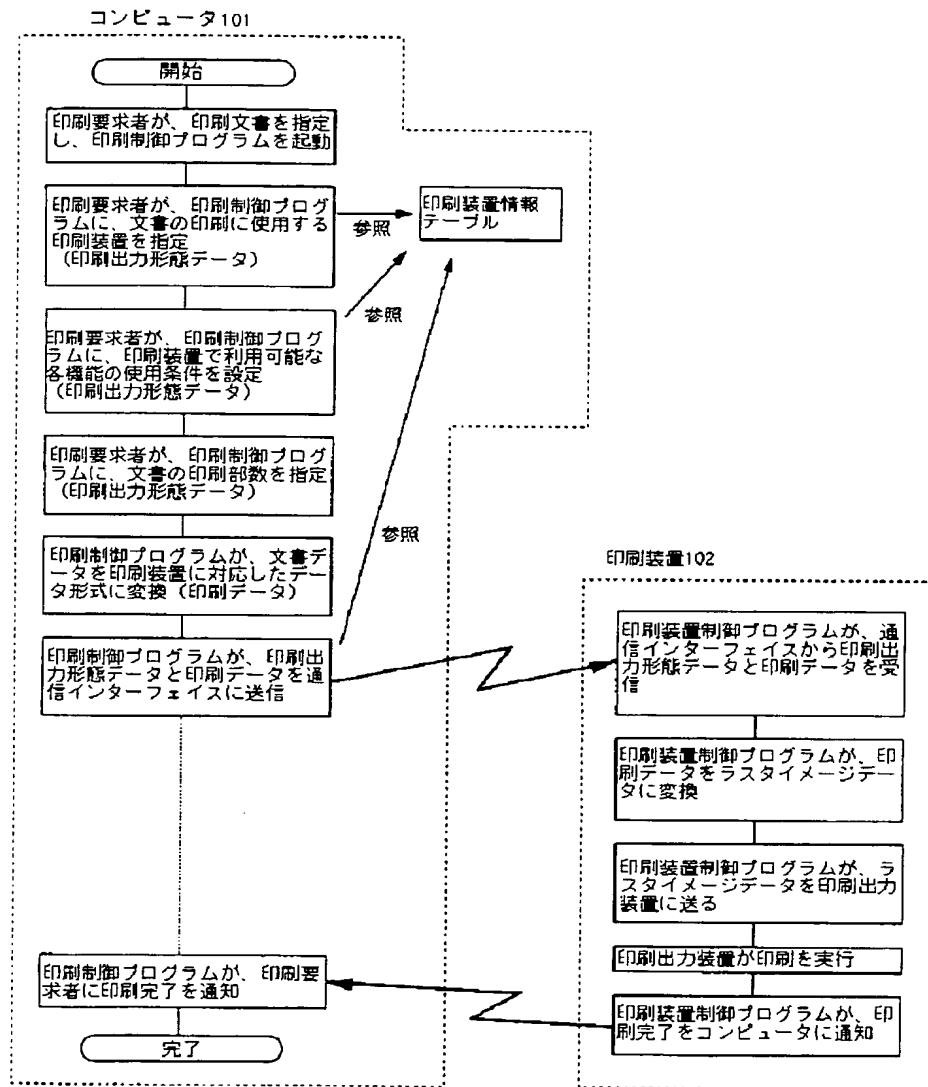 コンピュータ101
開始
印刷要求者が、印刷文書を指定
し、印刷制御プログラムを起動
印刷要求者が、印刷制御プログ
ラムに、文書の印刷に使用する
印刷装置を指定
(印刷出力形態データ)
参照
印刷装置情報
テーブル
参照
印刷要求者が、印刷制御プログ
ラムに、印刷装置で利用可能な
各機能の使用条件を設定
(印刷出力形態データ)
印刷要求者が、印刷制御プログ
ラムに、文書の印刷部数を指定
(印刷出力形態データ)
参照
印刷制御プログラムが、文書デー
タを印刷装置に対応したデー
タ形式に変換(印刷データ)
印刷制御プログラムが、印刷出
力形態データと印刷データを通
信インターフェイスに送信
印刷装置102
印刷装置制御プログラムが、通
信インターフェイスから印刷出
力形態データと印刷データを受
信
印刷装置制御プログラムが、印
刷データをラスタイメージデー
タに変換
印刷装置制御プログラムが、ラ
スタイメージデータを印刷出力
装置に送る
印刷出力装置が印刷を実行
印刷装置制御プログラムが、印
刷完了をコンピュータに通知
印刷制御プログラムが、印刷要
求者に印刷完了を通知
完了